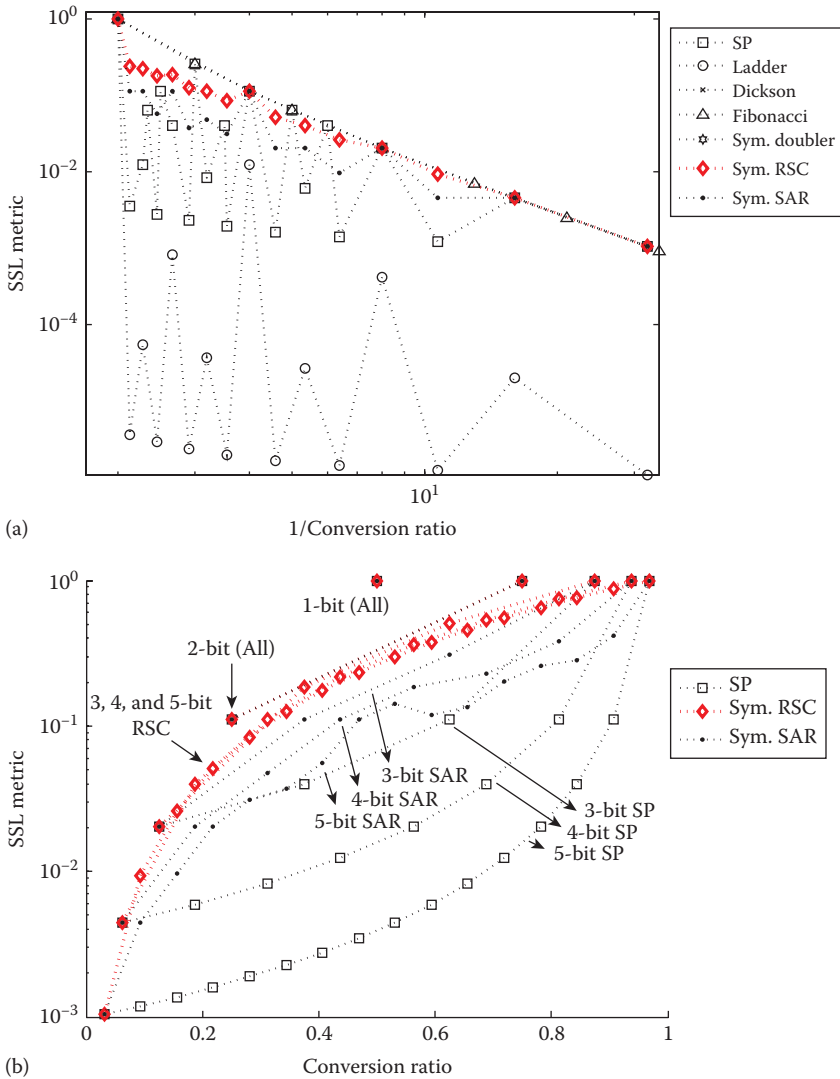 10^0
10^−2
10^−4
SSL metric
10^1
1/Conversion ratio
(a)
SP
Ladder
Dickson
Fibonacci
Sym. doubler
Sym. RSC
Sym. SAR
10^0
10^−1
10^−2
10^−3
SSL metric
1-bit (All)
2-bit (All)
3, 4, and 5-bit
RSC
3-bit SAR
4-bit SAR
5-bit SAR
3-bit SP
4-bit SP
5-bit SP
0
0.2
0.4
0.6
0.8
1
Conversion ratio
(b)
SP
Sym. RSC
Sym. SAR